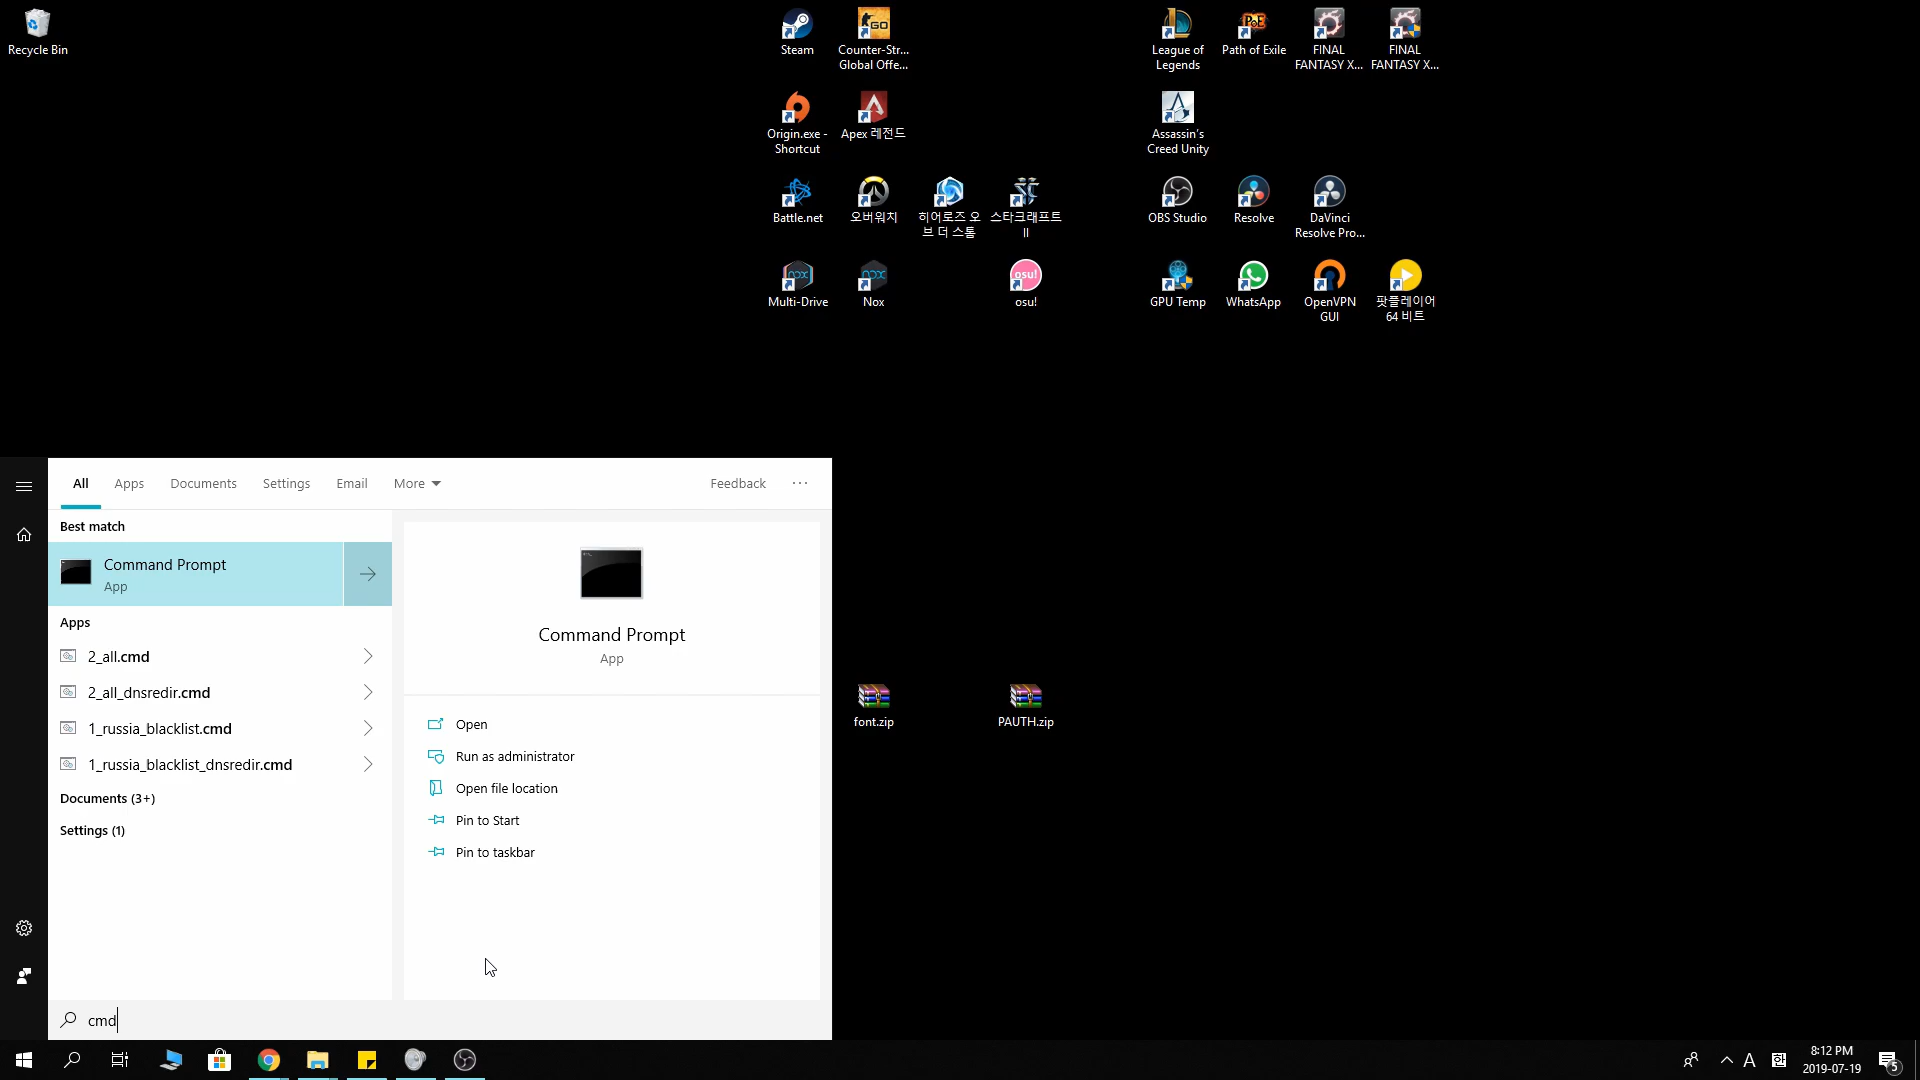 Recycle Bin
Steam
Counter-Str...
Global Offe...
League of
Legends
Path of Exile
FINAL
FANTASY X...
FINAL
FANTASY X...
Origin.exe -
Shortcut
Apex 레전드
Assassin's
Creed Unity
Battle.net
오버워치
히어로즈 오
브 더 스톰
스타크래프트
II
OBS Studio
Resolve
DaVinci
Resolve Pro...
Multi-Drive
Nox
osu!
GPU Temp
WhatsApp
OpenVPN
GUI
팟플레이어
64 비트
All
Apps
Documents
Settings
Email
More
Feedback
Best match
Command Prompt
App
Apps
2_all.cmd
2_all_dnsredir.cmd
1_russia_blacklist.cmd
1_russia_blacklist_dnsredir.cmd
Documents (3+)
Settings (1)
Command Prompt
App
Open
Run as administrator
Open file location
Pin to Start
Pin to taskbar
font.zip
PAUTH.zip
cmd
A
8:12 PM
2019-07-19
5